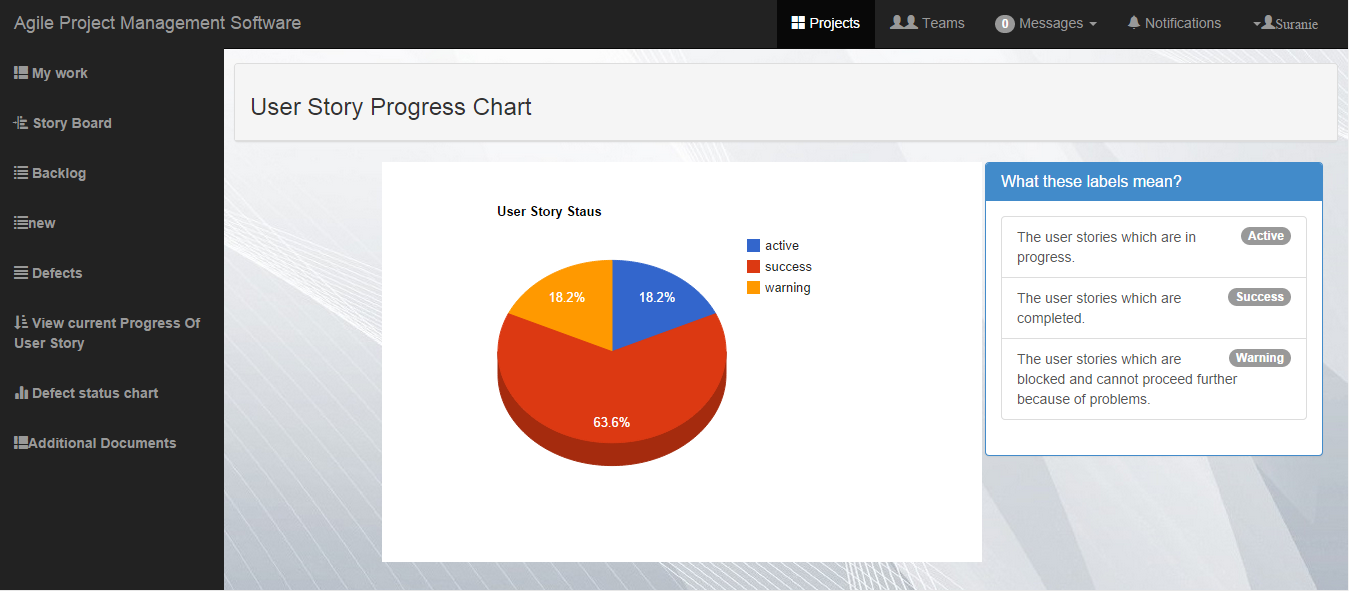 Agile Project Management Software
Projects
Teams
0 Messages
Notifications
Suranie
My work
Story Board
Backlog
new
Defects
View current Progress Of
User Story
Defect status chart
Additional Documents
User Story Progress Chart
User Story Staus
active
success
warning
18.2%
18.2%
63.6%
What these labels mean?
The user stories which are in
progress.
Active
The user stories which are
completed.
Success
The user stories which are
blocked and cannot proceed further
because of problems.
Warning